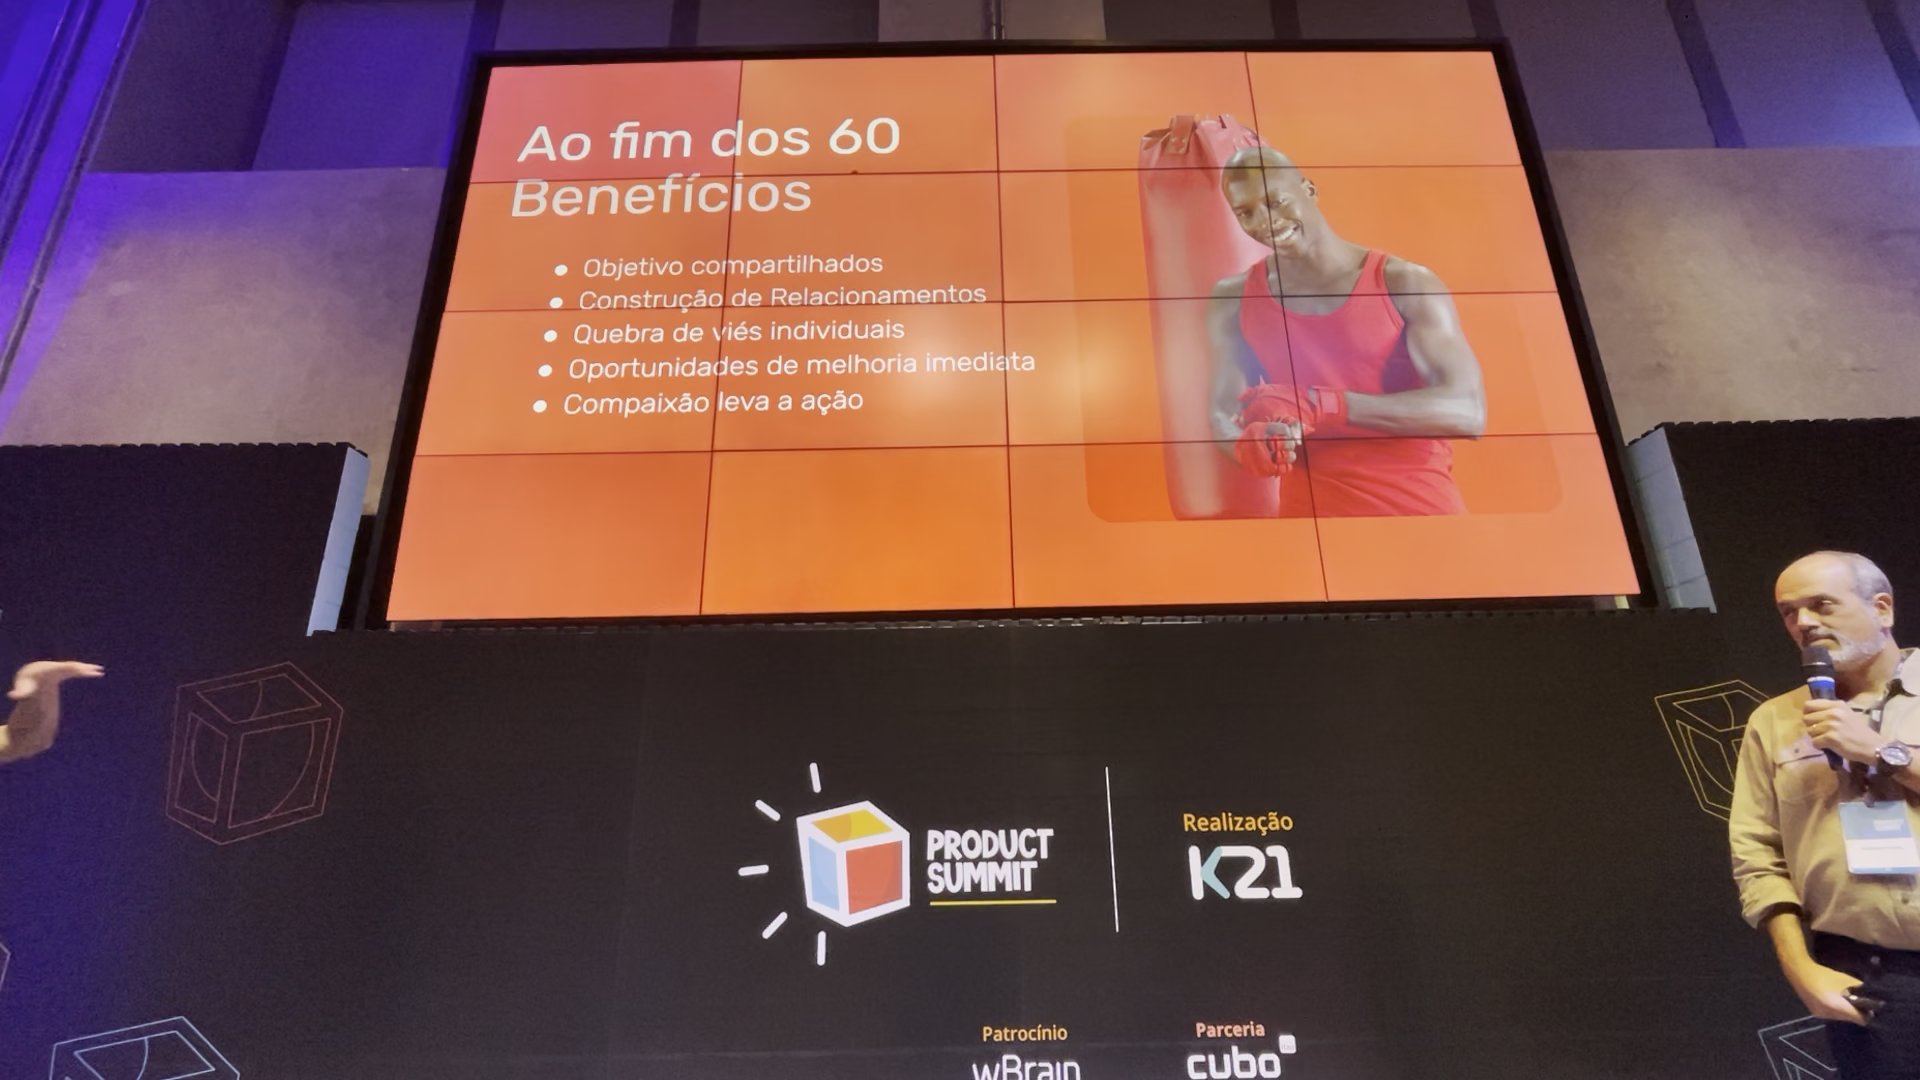 Ao fim dos 60
Benefícios
Objetivo compartilhados
Construção de Relacionamentos
Quebra de viés individuais
Oportunidades de melhoria imediata
Compaixão leva a ação
PRODUCT
SUMMIT
Realização
K21
Patrocínio
wBrain
Parceria
cubo